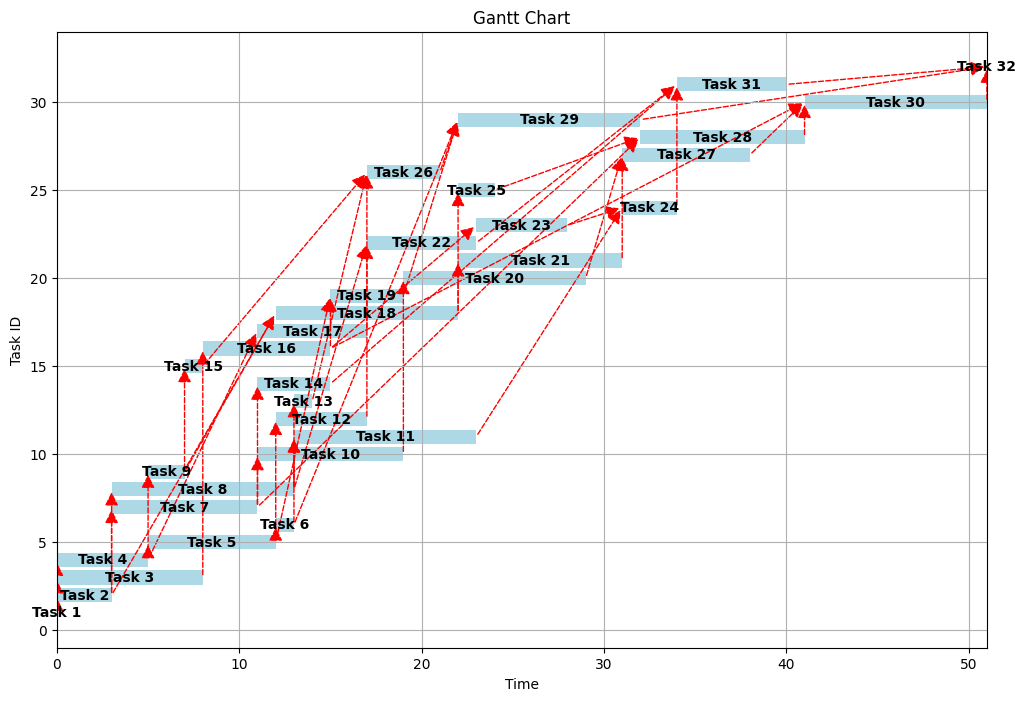 Gantt Chart
Task 32
Task 31
30
Task 30
Task 29
Task 28
Task 27
Task 26
25
Task 25
Task 24
Task 23
Task 22
Task 21
20
Task 20
Task 19
Task 18
Task 17
Task 16
15
Task 15
Task 14
Task 13
Task 12
Task 11
10
Task 10
Task 9
Task 8
Task 7
Task 6
5
Task 5
Task 4
Task 3
Task 2
Task 1
0
Task ID
0 10 20 30 40 50
Time